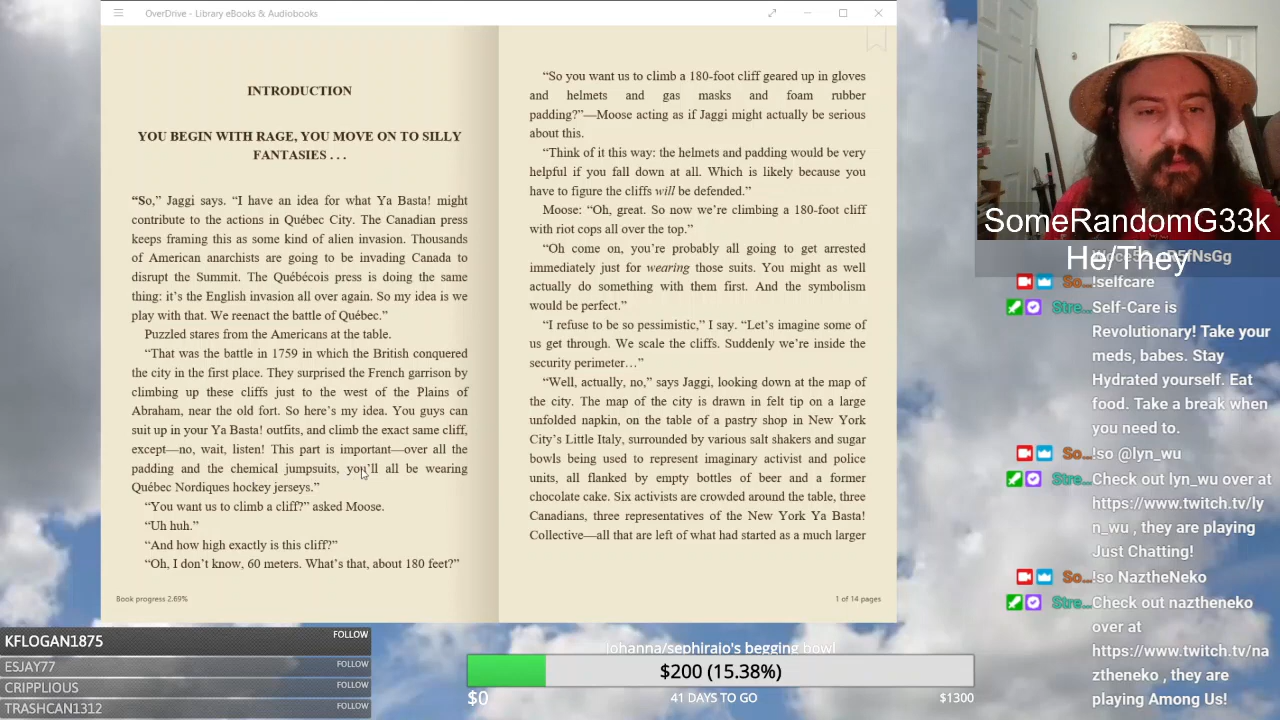 OverDrive - Library eBooks & Audiobooks
INTRODUCTION
YOU BEGIN WITH RAGE, YOU MOVE ON TO SILLY
FANTASIES . . .
“So,” Jaggi says. “I have an idea for what Ya Basta! might
contribute to the actions in Québec City. The Canadian press
keeps framing this as some kind of alien invasion. Thousands
of American anarchists are going to be invading Canada to
disrupt the Summit. The Québécois press is doing the same
thing: it’s the English invasion all over again. So my idea is we
play with that. We reenact the battle of Québec.”
Puzzled stares from the Americans at the table.
“That was the battle in 1759 in which the British conquered
the city in the first place. They surprised the French garrison by
climbing up these cliffs just to the west of the Plains of
Abraham, near the old fort. So here’s my idea. You guys can
suit up in your Ya Basta! outfits, and climb the exact same cliff,
except—no, wait, listen! This part is important—over all the
padding and the chemical jumpsuits, you’ll all be wearing
Québec Nordiques hockey jerseys.”
“You want us to climb a cliff?” asked Moose.
“Uh huh.”
“And how high exactly is this cliff?”
“Oh, I don’t know, 60 meters. What’s that, about 180 feet?”
Book progress 2.69%
“So you want us to climb a 180-foot cliff geared up in gloves
and helmets and gas masks and foam rubber
padding?”—Moose acting as if Jaggi might actually be serious
about this.
“Think of it this way: the helmets and padding would be very
helpful if you fall down at all. Which is likely because you
have to figure the cliffs will be defended.”
Moose: “Oh, great. So now we’re climbing a 180-foot cliff
with riot cops all over the top.”
“Oh come on, you’re probably all going to get arrested
immediately just for wearing those suits. You might as well
actually do something with them first. And the symbolism
would be perfect.”
“I refuse to be so pessimistic,” I say. “Let’s imagine some of
us get through. We scale the cliffs. Suddenly we’re inside the
security perimeter…”
“Well, actually, no,” says Jaggi, looking down at the map of
the city. The map of the city is drawn in felt tip on a large
unfolded napkin, on the table of a pastry shop in New York
City’s Little Italy, surrounded by various salt shakers and sugar
bowls being used to represent imaginary activist and police
units, all flanked by empty bottles of beer and a former
chocolate cake. Six activists are crowded around the table, three
Canadians, three representatives of the New York Ya Basta!
Collective—all that are left of what had started as a much larger
1 of 14 pages
SomeRandomG33k
He/They
So...!selfcare
Stre...Self-Care is
Revolutionary! Take your
meds, babes. Stay
Hydrated yourself. Eat
food. Take a break when
you need to.
So...!so @lyn_wu
Stre...Check out lyn_wu over at
https://www.twitch.tv/ly
n_wu , they are playing
Just Chatting!
So...!so NaztheNeko
Stre...Check out naztheneko
over at
https://www.twitch.tv/na
ztheneko , they are
playing Among Us!
KFLOGAN1875 FOLLOW
ESJAY77 FOLLOW
CRIPPLIOUS FOLLOW
TRASHCAN1312 FOLLOW
Johanna/sephiraio's begging bowl
$200 (15.38%)
$0
41 DAYS TO GO
$1300